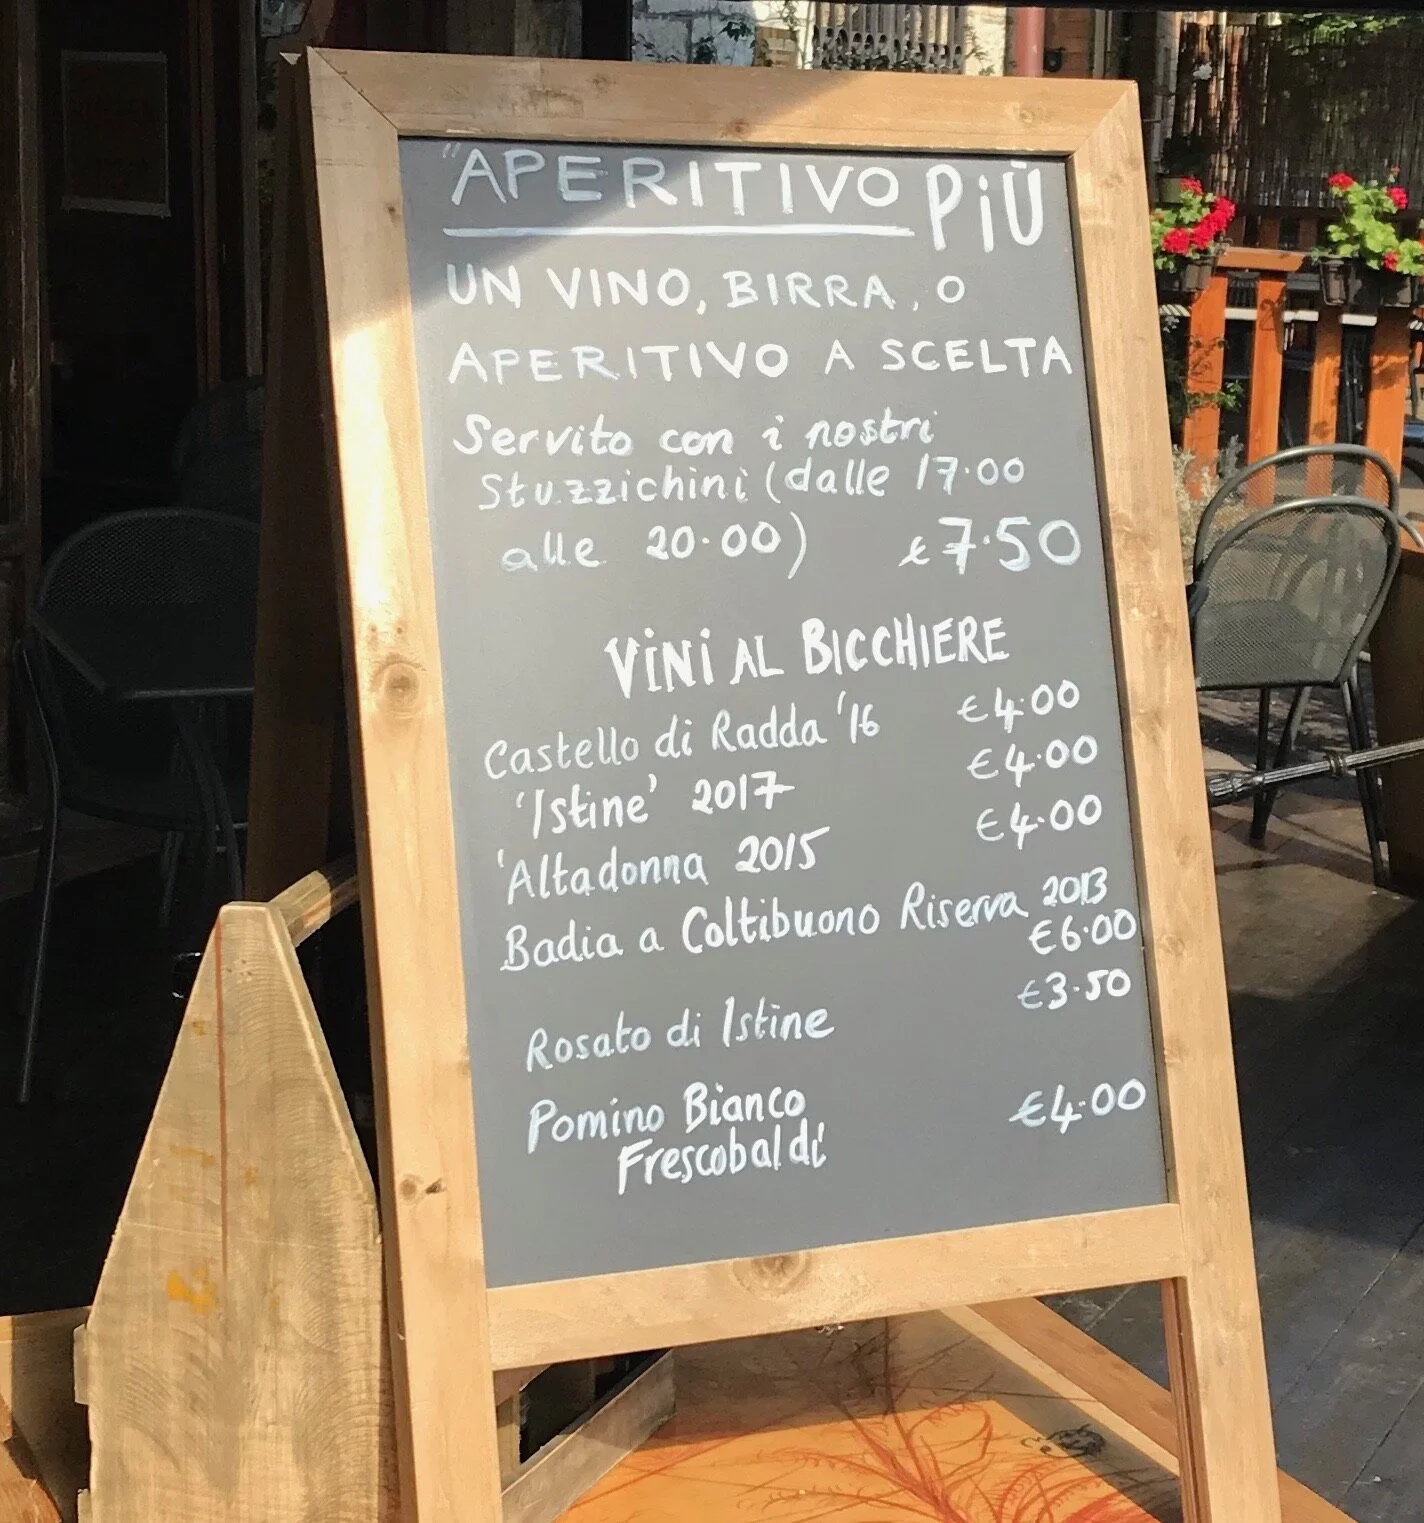 "APERITIVO PiÙ
UN VINO, BIRRA, O
APERITIVO A SCELTA
Servito con i nostri
Stuzzichini (dalle 17·00
alle 20·00) €7·50
ViNi AL BICCHIERE
Castello di Radda '16 €4·00
'Istine' 2017 €4·00
'Altadonna 2015 €4·00
Badia a Coltibuono Riserva 2013
€6·00
Rosato di Istine €3·50
Pomino Bianco €4·00
Frescobaldi